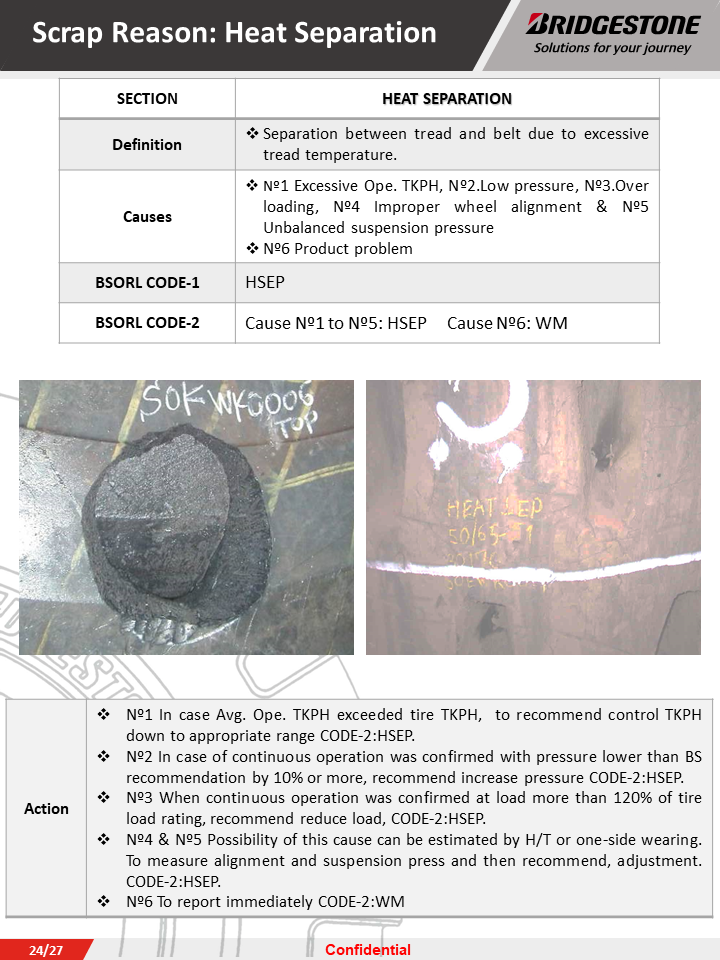 Scrap Reason: Heat Separation
BRIDGESTONE
Solutions for your journey
SECTION
HEAT SEPARATION
Definition
❖ Separation between tread and belt due to excessive
tread temperature.
Causes
❖ Nº1 Excessive Ope. TKPH, Nº2.Low pressure, Nº3.Over
loading, Nº4 Improper wheel alignment & Nº5
Unbalanced suspension pressure
❖ Nº6 Product problem
BSORL CODE-1
HSEP
BSORL CODE-2
Cause Nº1 to Nº5: HSEP Cause Nº6: WM
TOP
HEAT SEP
Action
❖ Nº1 In case Avg. Ope. TKPH exceeded tire TKPH, to recommend control TKPH
down to appropriate range CODE-2:HSEP.
❖ Nº2 In case of continuous operation was confirmed with pressure lower than BS
recommendation by 10% or more, recommend increase pressure CODE-2:HSEP.
❖ Nº3 When continuous operation was confirmed at load more than 120% of tire
load rating, recommend reduce load, CODE-2:HSEP.
❖ Nº4 & Nº5 Possibility of this cause can be estimated by H/T or one-side wearing.
To measure alignment and suspension press and then recommend, adjustment.
CODE-2:HSEP.
❖ Nº6 To report immediately CODE-2:WM
24/27
Confidential